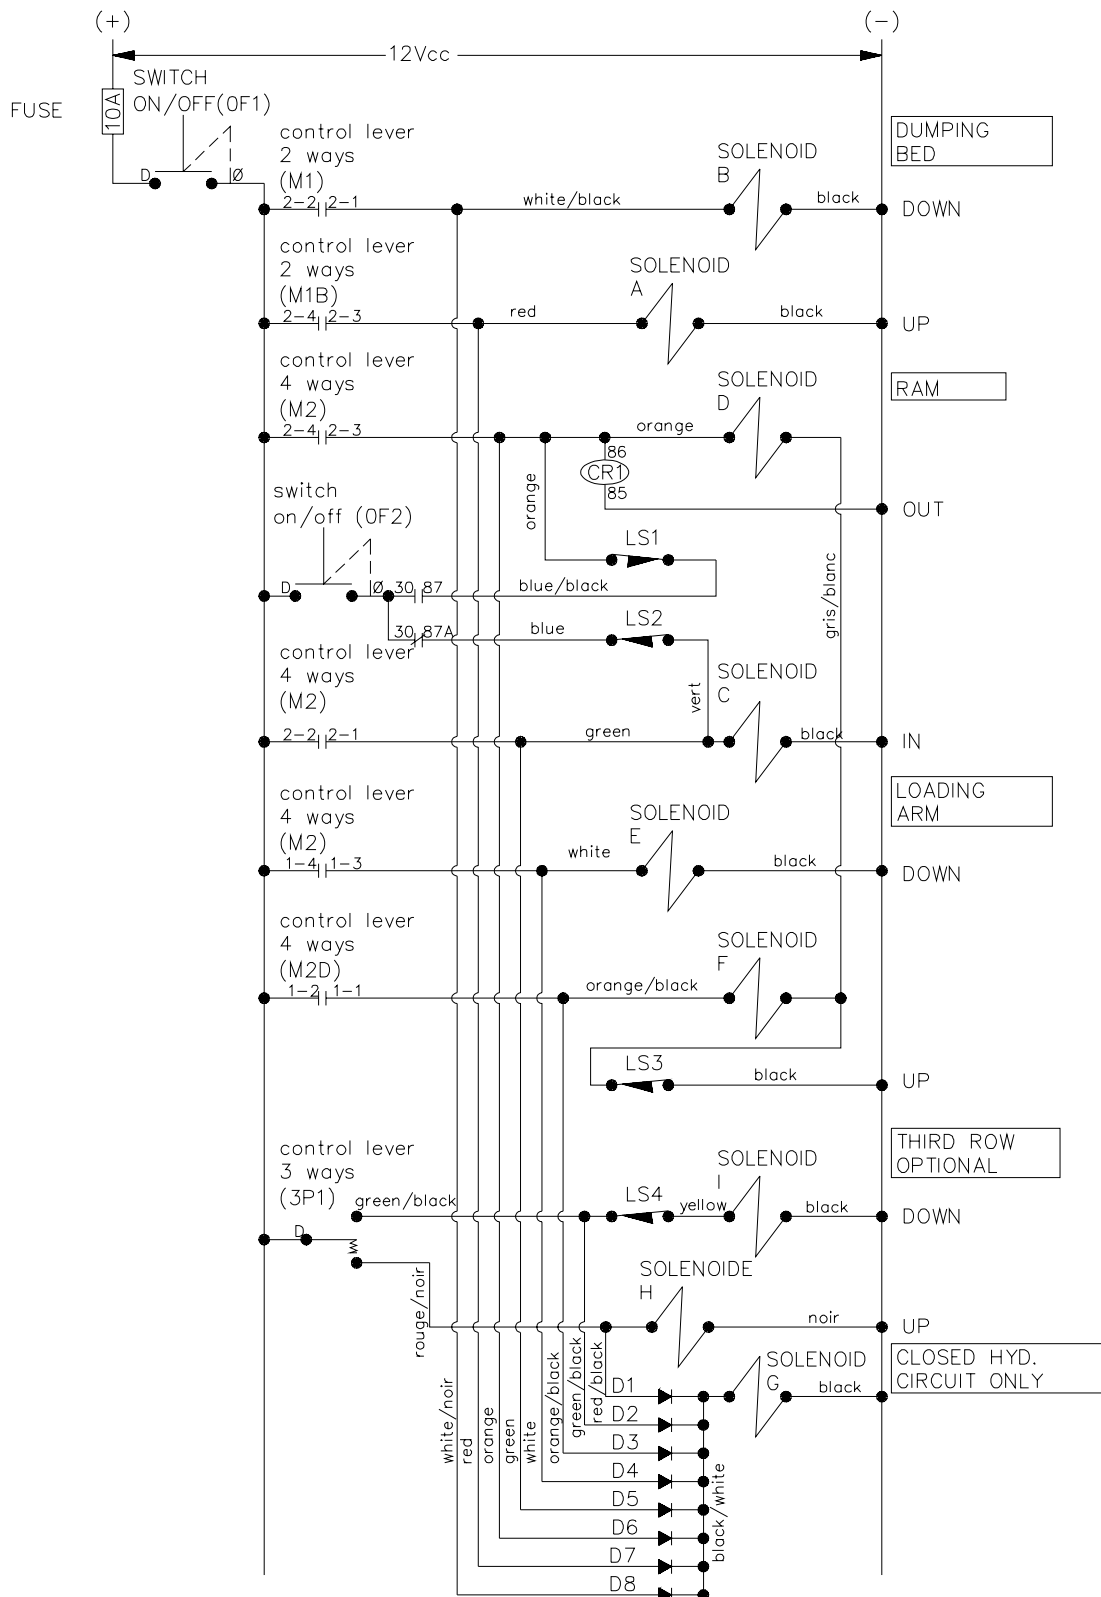 (+)
(-)
12Vcc
FUSE
10A
SWITCH
ON/OFF(OF1)
D
Ø
control lever
2 ways
(M1)
2-2
2-1
white/black
SOLENOID
B
black
DUMPING
BED
DOWN
control lever
2 ways
(M1B)
2-4
2-3
red
SOLENOID
A
black
UP
control lever
4 ways
(M2)
2-4
2-3
orange
SOLENOID
D
RAM
86
CR1
85
orange
OUT
switch
on/off (OF2)
D
Ø
30
87
blue/black
LS1
gris/blanc
30
87A
blue
LS2
vert
control lever
4 ways
(M2)
2-2
2-1
green
SOLENOID
C
black
IN
LOADING
ARM
control lever
4 ways
(M2)
1-4
1-3
white
SOLENOID
E
black
DOWN
control lever
4 ways
(M2D)
1-2
1-1
orange/black
SOLENOID
F
LS3
black
UP
THIRD ROW
OPTIONAL
control lever
3 ways
(3P1)
D
green/black
LS4
yellow
SOLENOID
I
black
DOWN
rouge/noir
SOLENOIDE
H
noir
UP
CLOSED HYD.
CIRCUIT ONLY
SOLENOID
G
black
white/noir
red
orange
green
white
orange/black
green/black
red/black
D1
D2
D3
D4
D5
D6
D7
D8
black/white